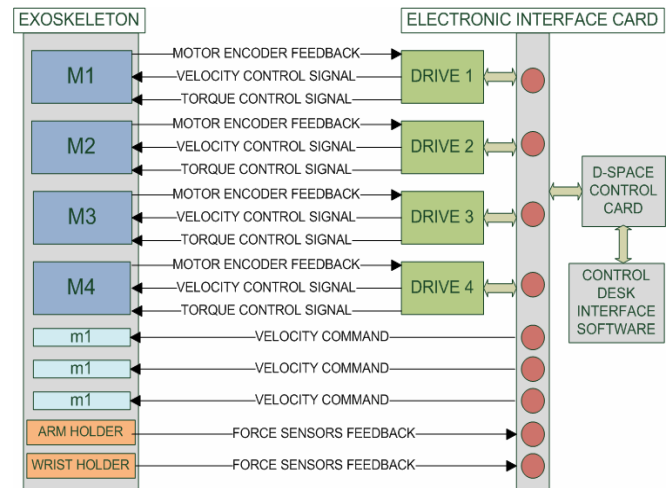 EXOSKELETON
ELECTRONIC INTERFACE CARD
M1
MOTOR ENCODER FEEDBACK
VELOCITY CONTROL SIGNAL
TORQUE CONTROL SIGNAL
DRIVE 1
M2
MOTOR ENCODER FEEDBACK
VELOCITY CONTROL SIGNAL
TORQUE CONTROL SIGNAL
DRIVE 2
M3
MOTOR ENCODER FEEDBACK
VELOCITY CONTROL SIGNAL
TORQUE CONTROL SIGNAL
DRIVE 3
M4
MOTOR ENCODER FEEDBACK
VELOCITY CONTROL SIGNAL
TORQUE CONTROL SIGNAL
DRIVE 4
m1
VELOCITY COMMAND
m1
VELOCITY COMMAND
m1
VELOCITY COMMAND
ARM HOLDER
FORCE SENSORS FEEDBACK
WRIST HOLDER
FORCE SENSORS FEEDBACK
D-SPACE
CONTROL
CARD
CONTROL
DESK
INTERFACE
SOFTWARE